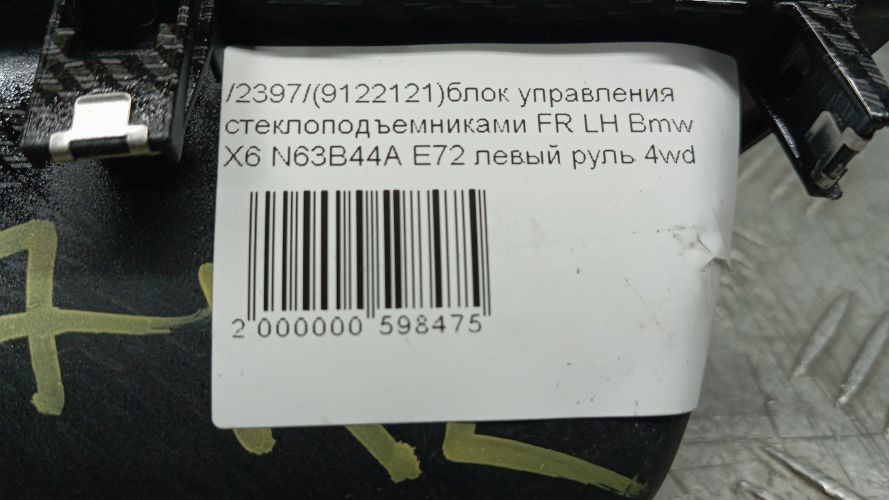 /2397/(9122121)блок управления
стеклоподъемниками FR LH Bmw
X6 N63B44A E72 левый руль 4wd
2 000000 598475